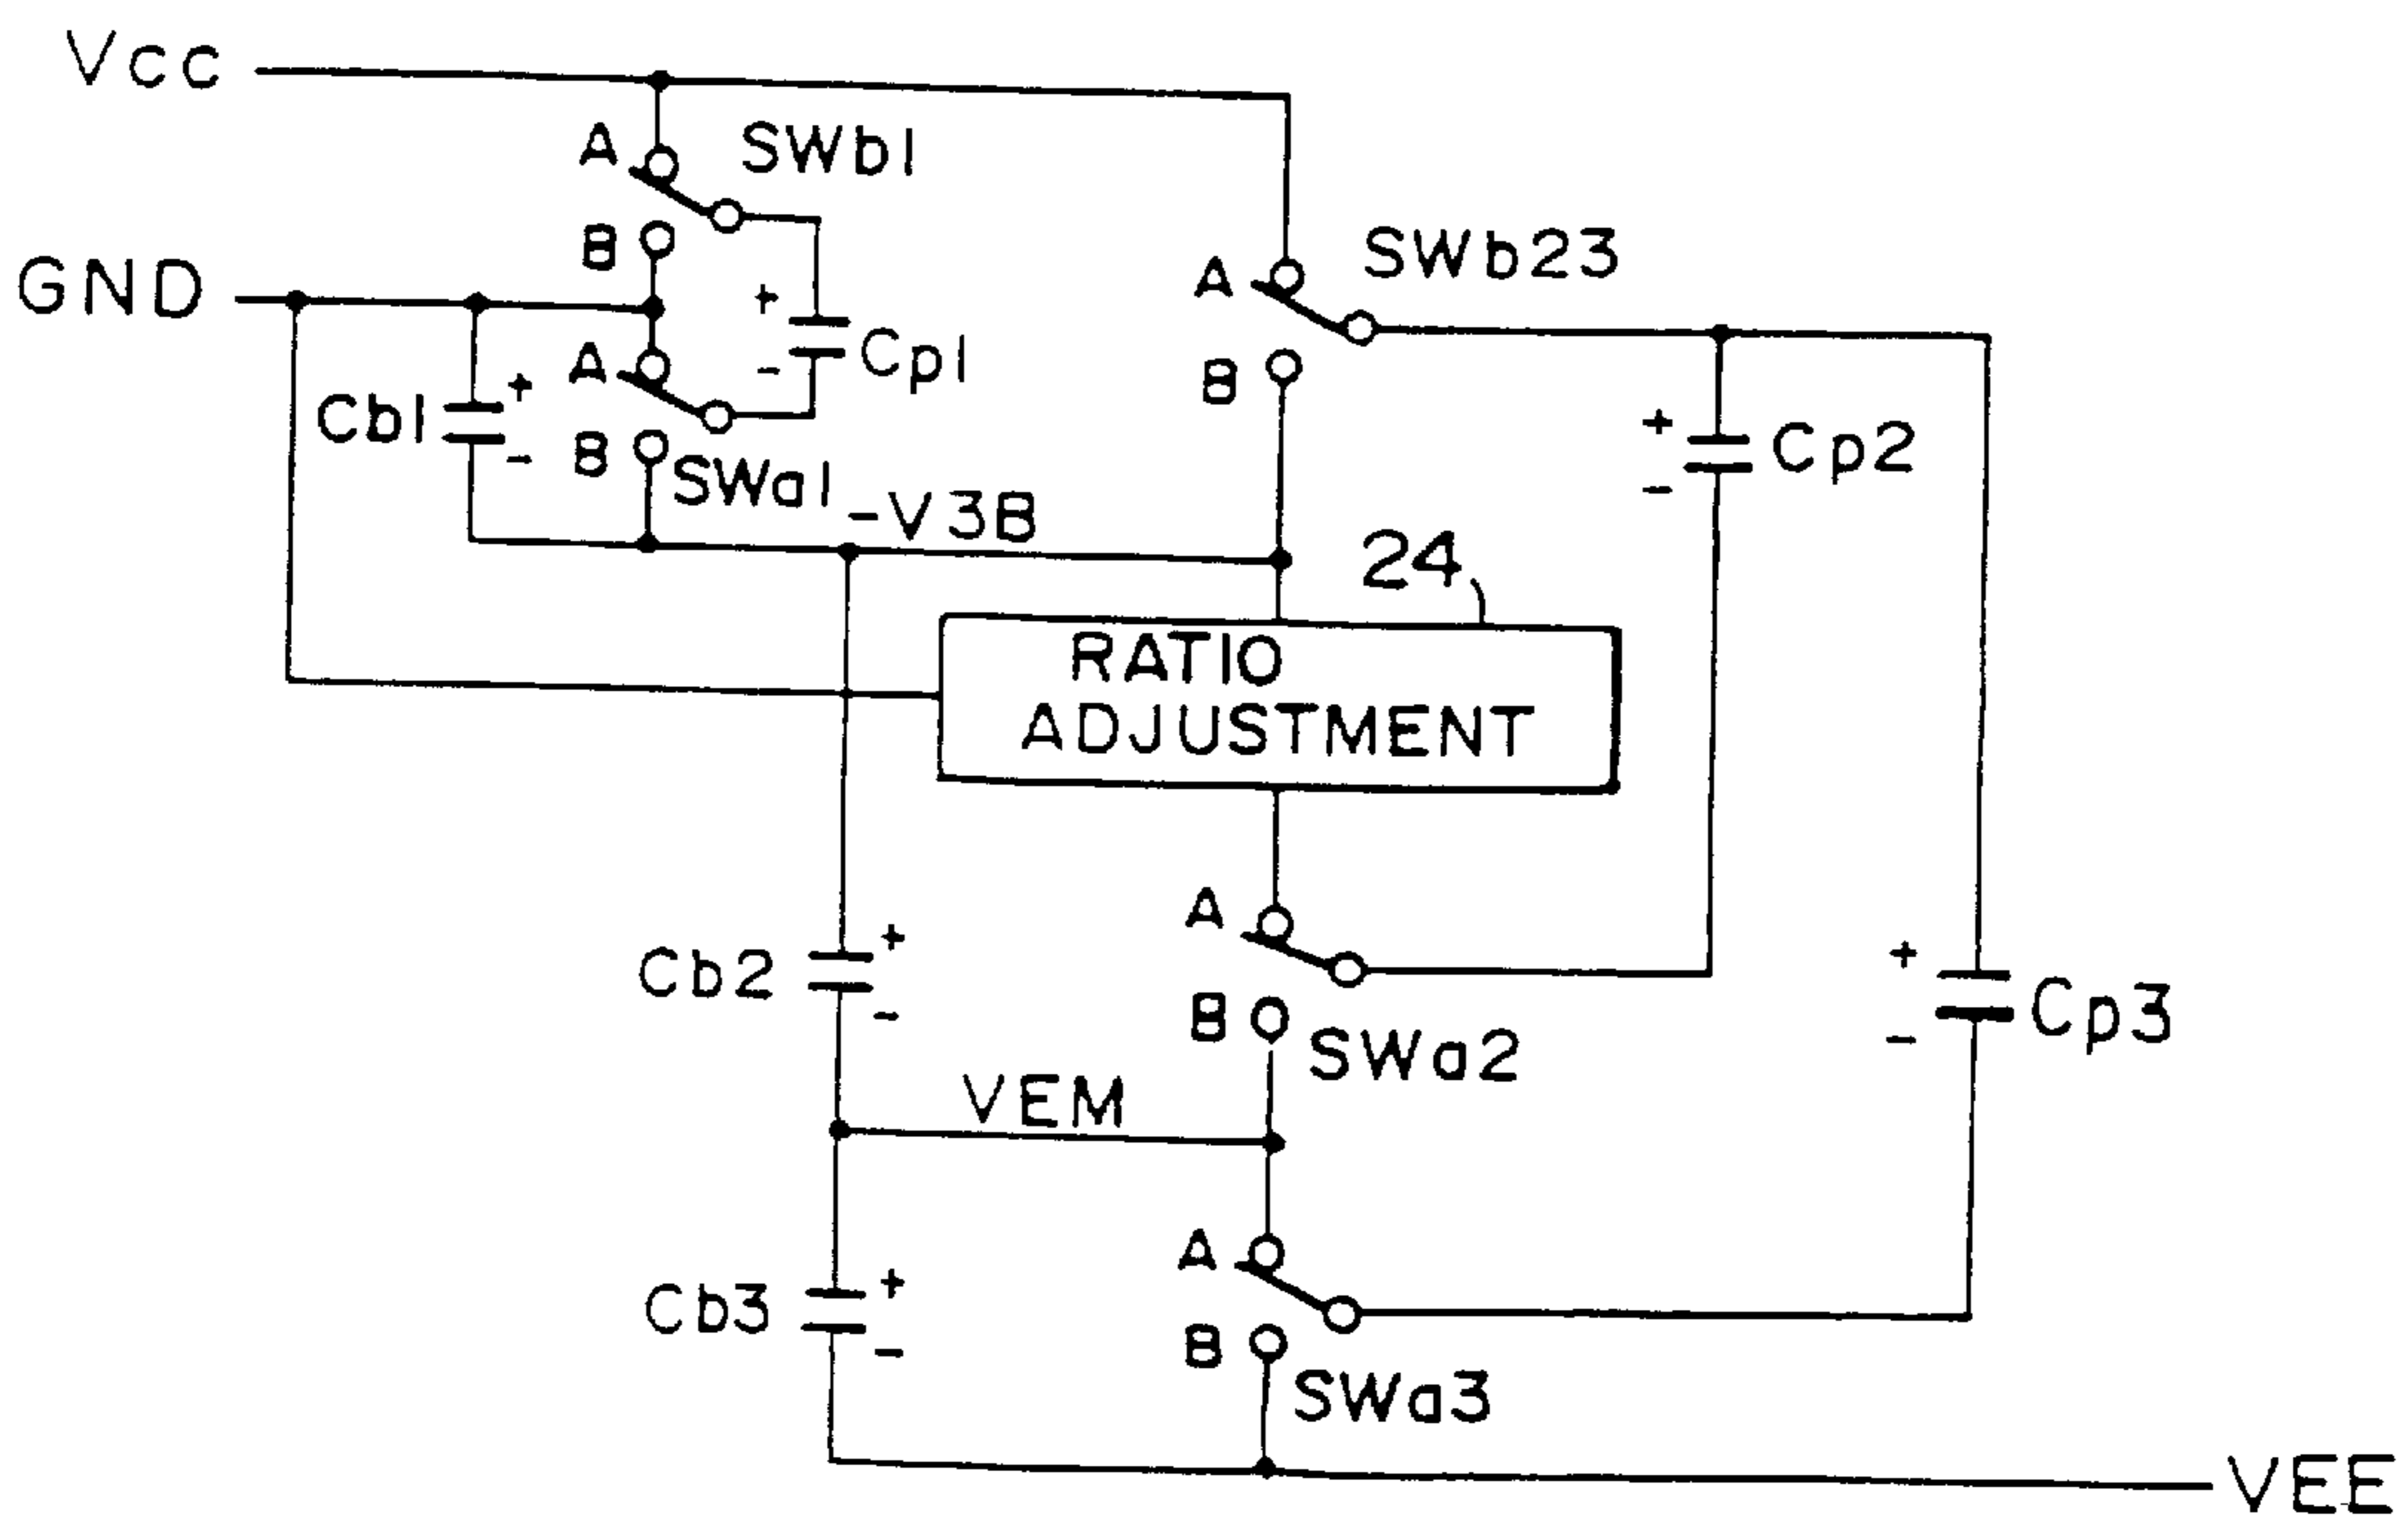 Vcc
A
SWb1
B
GND
+
-
Cp1
A
B
SWa1
Cb1
+
-
-V3B
A
SWb23
B
+
-
Cp2
24
RATIO
ADJUSTMENT
A
B
SWa2
Cb2
+
-
+
-
Cp3
VEM
A
B
SWa3
Cb3
+
-
VEE